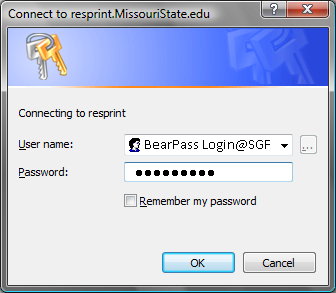 Connect to resprint.MissouriState.edu
Connecting to resprint
User name: BearPass Login@SGF ...
Password: ●●●●●●●●●
Remember my password
OK Cancel